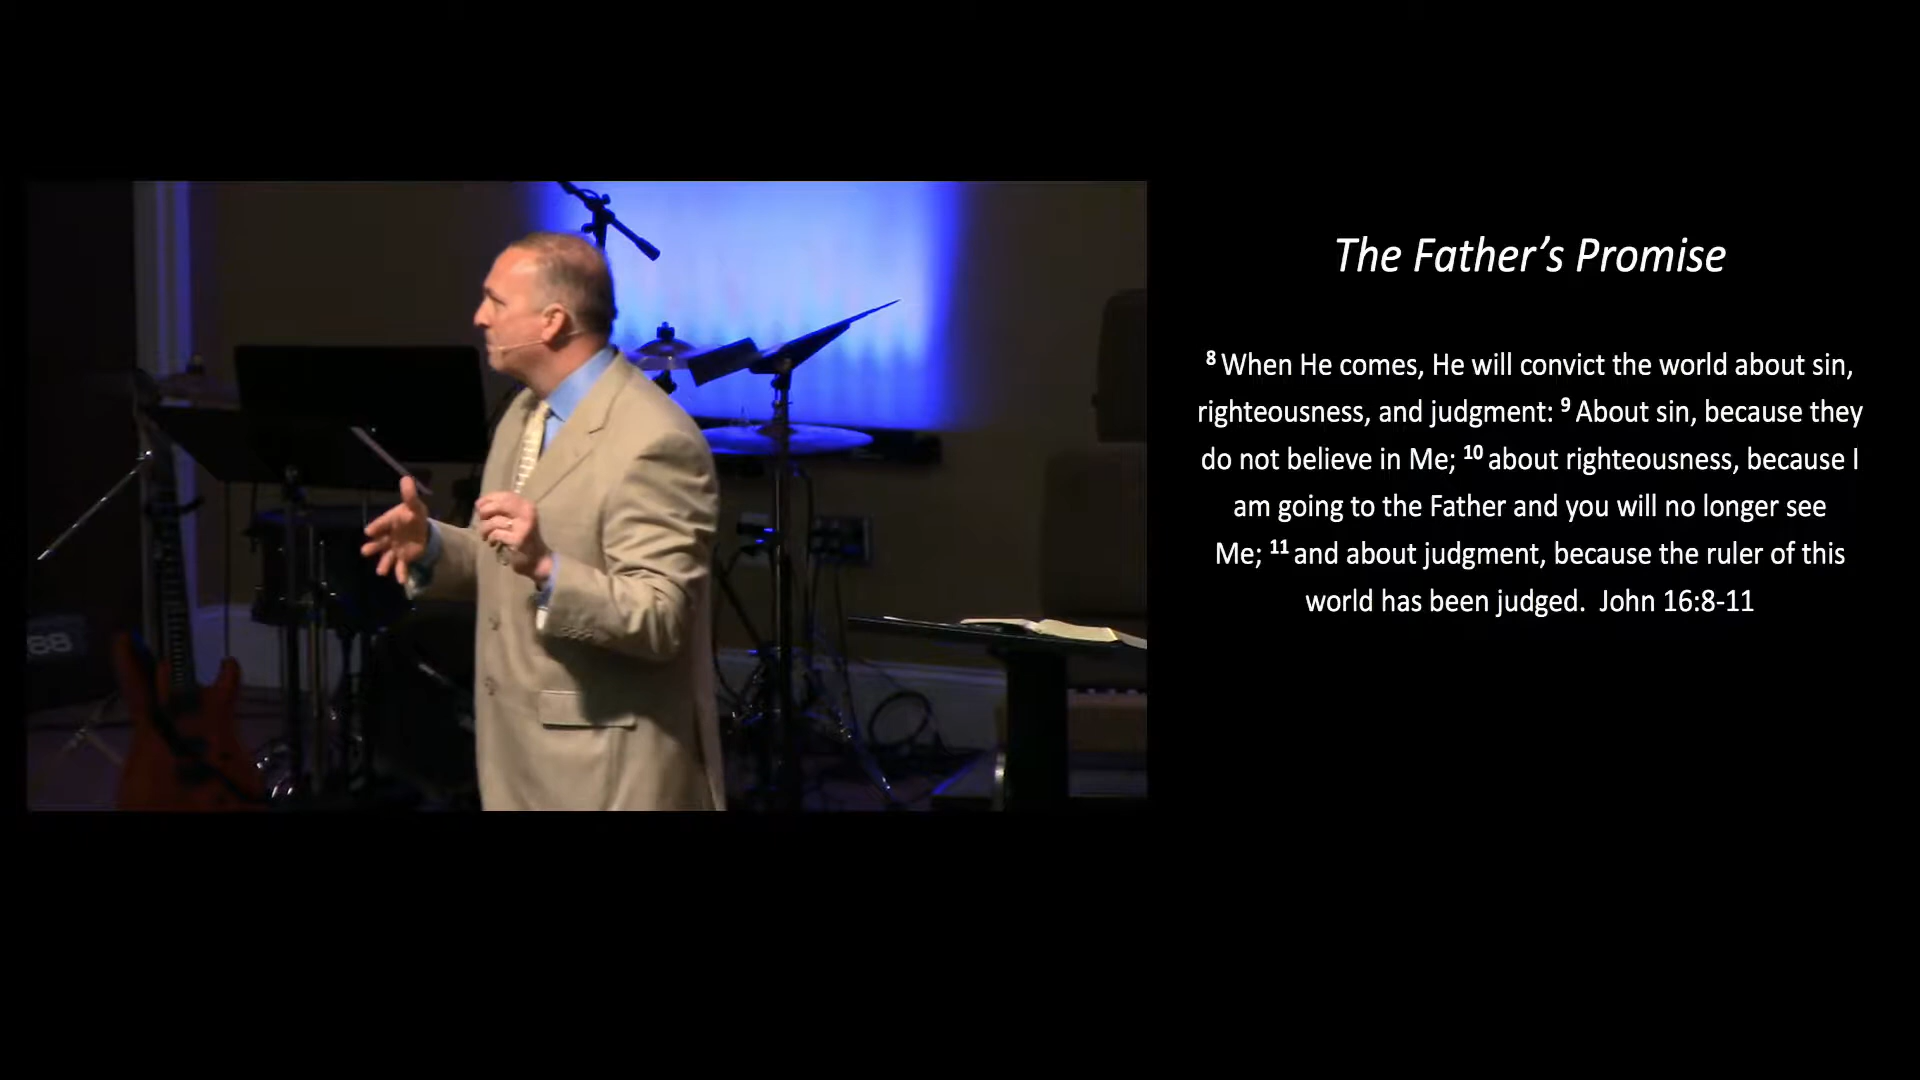 The Father’s Promise
8 When He comes, He will convict the world about sin,
righteousness, and judgment: 9 About sin, because they
do not believe in Me; 10 about righteousness, because I
am going to the Father and you will no longer see
Me; 11 and about judgment, because the ruler of this
world has been judged.  John 16:8-11
88